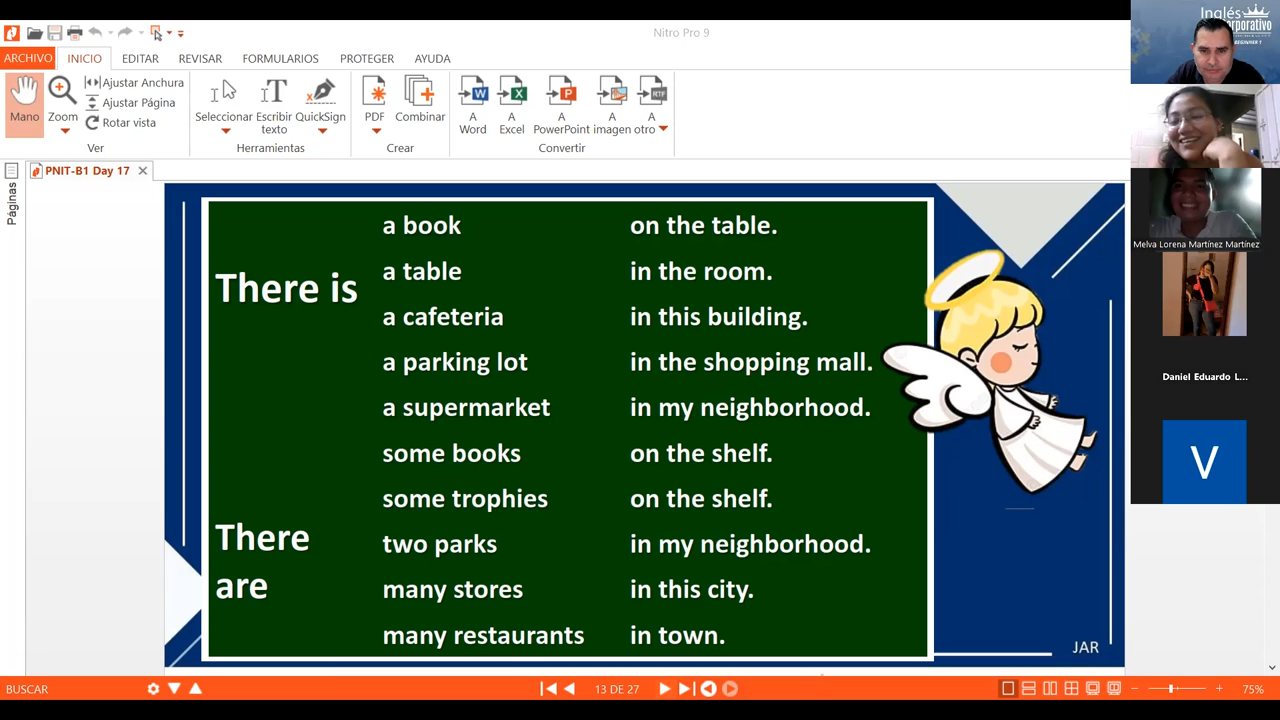 Nitro Pro 9
ARCHIVO INICIO EDITAR REVISAR FORMULARIOS PROTEGER AYUDA
Mano
Zoom
Ajustar Anchura
Ajustar Página
Rotar vista
Ver
Seleccionar
Escribir texto
QuickSign
Herramientas
PDF
Combinar
Crear
A Word
A Excel
A PowerPoint
A imagen
A otro
RTF
Convertir
PNIT-B1 Day 17
Páginas
There is
a book on the table.
a table in the room.
a cafeteria in this building.
a parking lot in the shopping mall.
a supermarket in my neighborhood.
There are
some books on the shelf.
some trophies on the shelf.
two parks in my neighborhood.
many stores in this city.
many restaurants in town.
JAR
Inglés
BEGINNER 1
Melva Lorena Martínez Martínez
Daniel Eduardo L...
V
BUSCAR
13 DE 27
75%